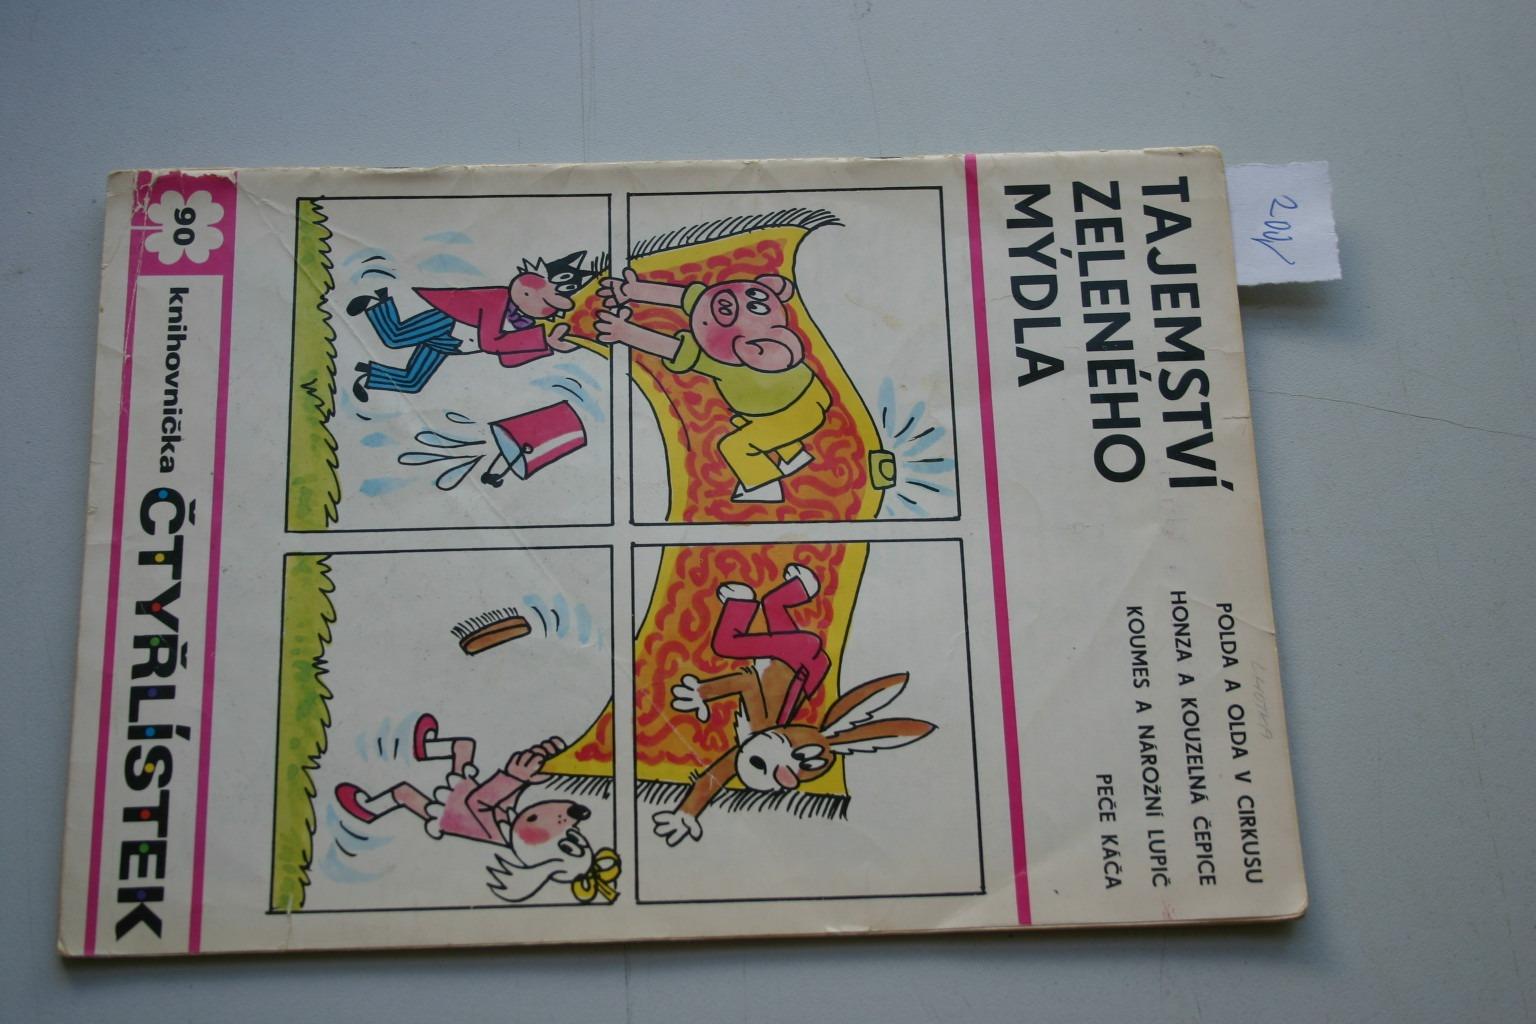 TAJEMSTVÍ
ZELENÉHO
MÝDLA
POLDA A OLDA V CIRKUSU
HONZA A KOUZELNÁ ČEPICE
KOUMES A NÁROŽNÍ LUPIČ
PEČE KÁČA
90
knihovnička ČTYŘLÍSTEK